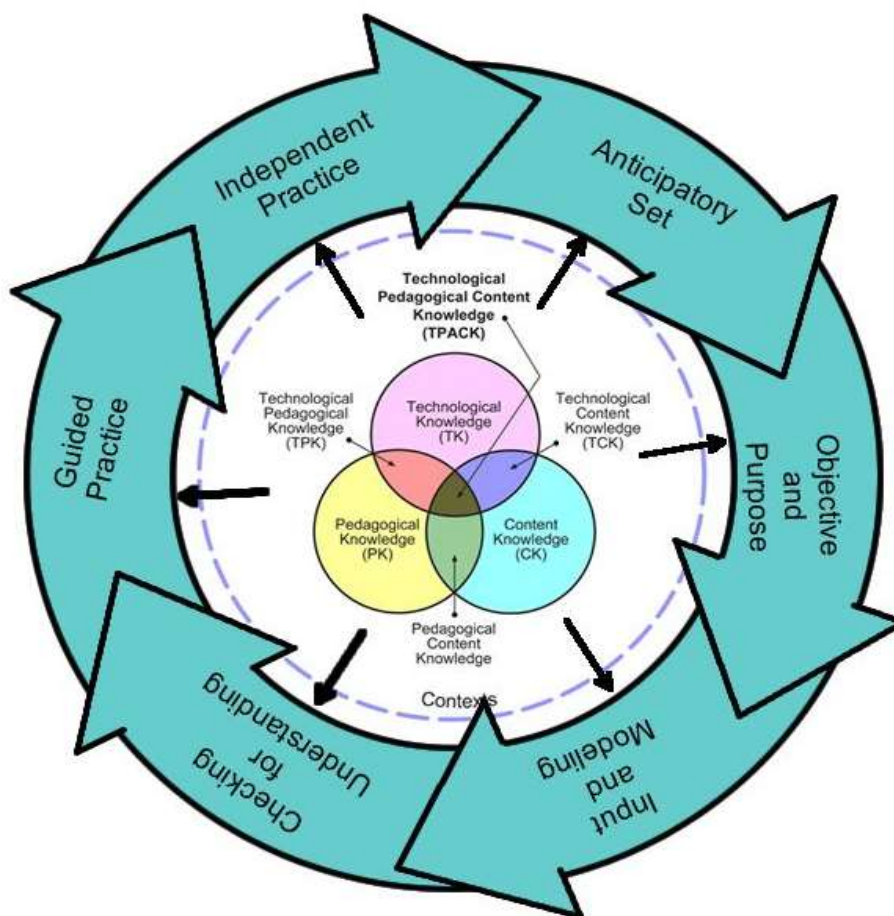 Independent
Practice
Anticipatory
Set
Objective
and
Purpose
Input
and
Modeling
Checking
for
Understanding
Guided
Practice
Technological
Pedagogical Content
Knowledge
(TPACK)
Technological
Pedagogical
Knowledge
(TPK)
Technological
Knowledge
(TK)
Technological
Content
Knowledge
(TCK)
Pedagogical
Knowledge
(PK)
Content
Knowledge
(CK)
Pedagogical
Content
Knowledge
Contexts